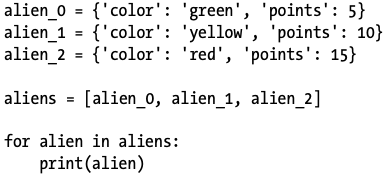 alien_0 = {'color': 'green', 'points': 5}
alien_1 = {'color': 'yellow', 'points': 10}
alien_2 = {'color': 'red', 'points': 15}
aliens = [alien_0, alien_1, alien_2]
for alien in aliens:
    print(alien)